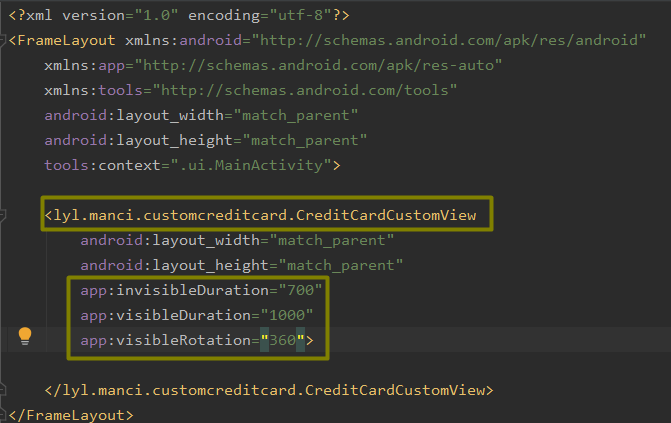 <?xml version="1.0" encoding="utf-8"?>
<FrameLayout xmlns:android="http://schemas.android.com/apk/res/android"
xmlns:app="http://schemas.android.com/apk/res-auto"
xmlns:tools="http://schemas.android.com/tools"
android:layout_width="match_parent"
android:layout_height="match_parent"
tools:context=".ui.MainActivity">
<lyl.manci.customcreditcard.CreditCardCustomView
android:layout_width="match_parent"
android:layout_height="match_parent"
app:invisibleDuration="700"
app:visibleDuration="1000"
app:visibleRotation="360">
</lyl.manci.customcreditcard.CreditCardCustomView>
</FrameLayout>